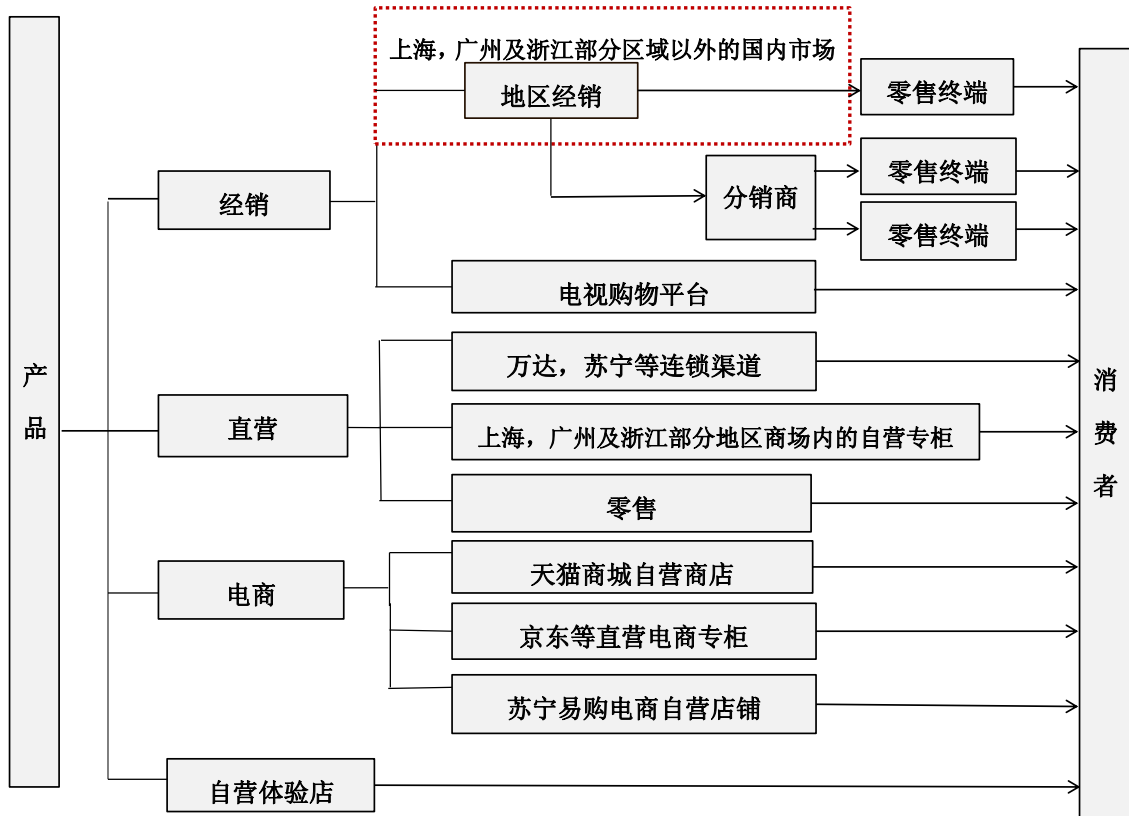 上海，广州及浙江部分区域以外的国内市场
地区经销
零售终端
经销
分销商
零售终端
零售终端
电视购物平台
产品
万达，苏宁等连锁渠道
直营
上海，广州及浙江部分地区商场内的自营专柜
零售
电商
天猫商城自营商店
京东等直营电商专柜
苏宁易购电商自营店铺
自营体验店
消费者